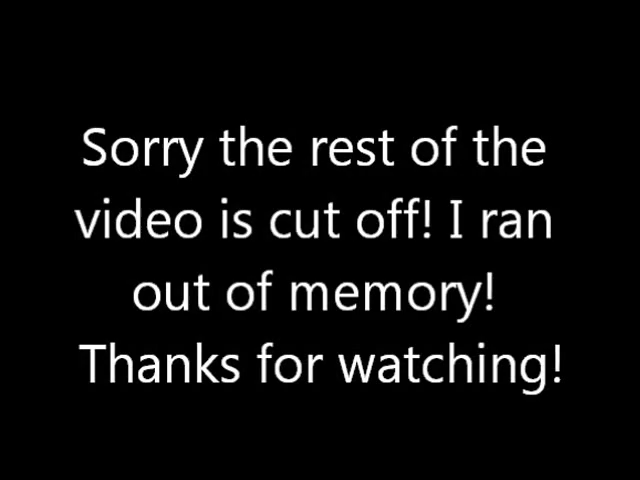 Sorry the rest of the
video is cut off! I ran
out of memory!
Thanks for watching!